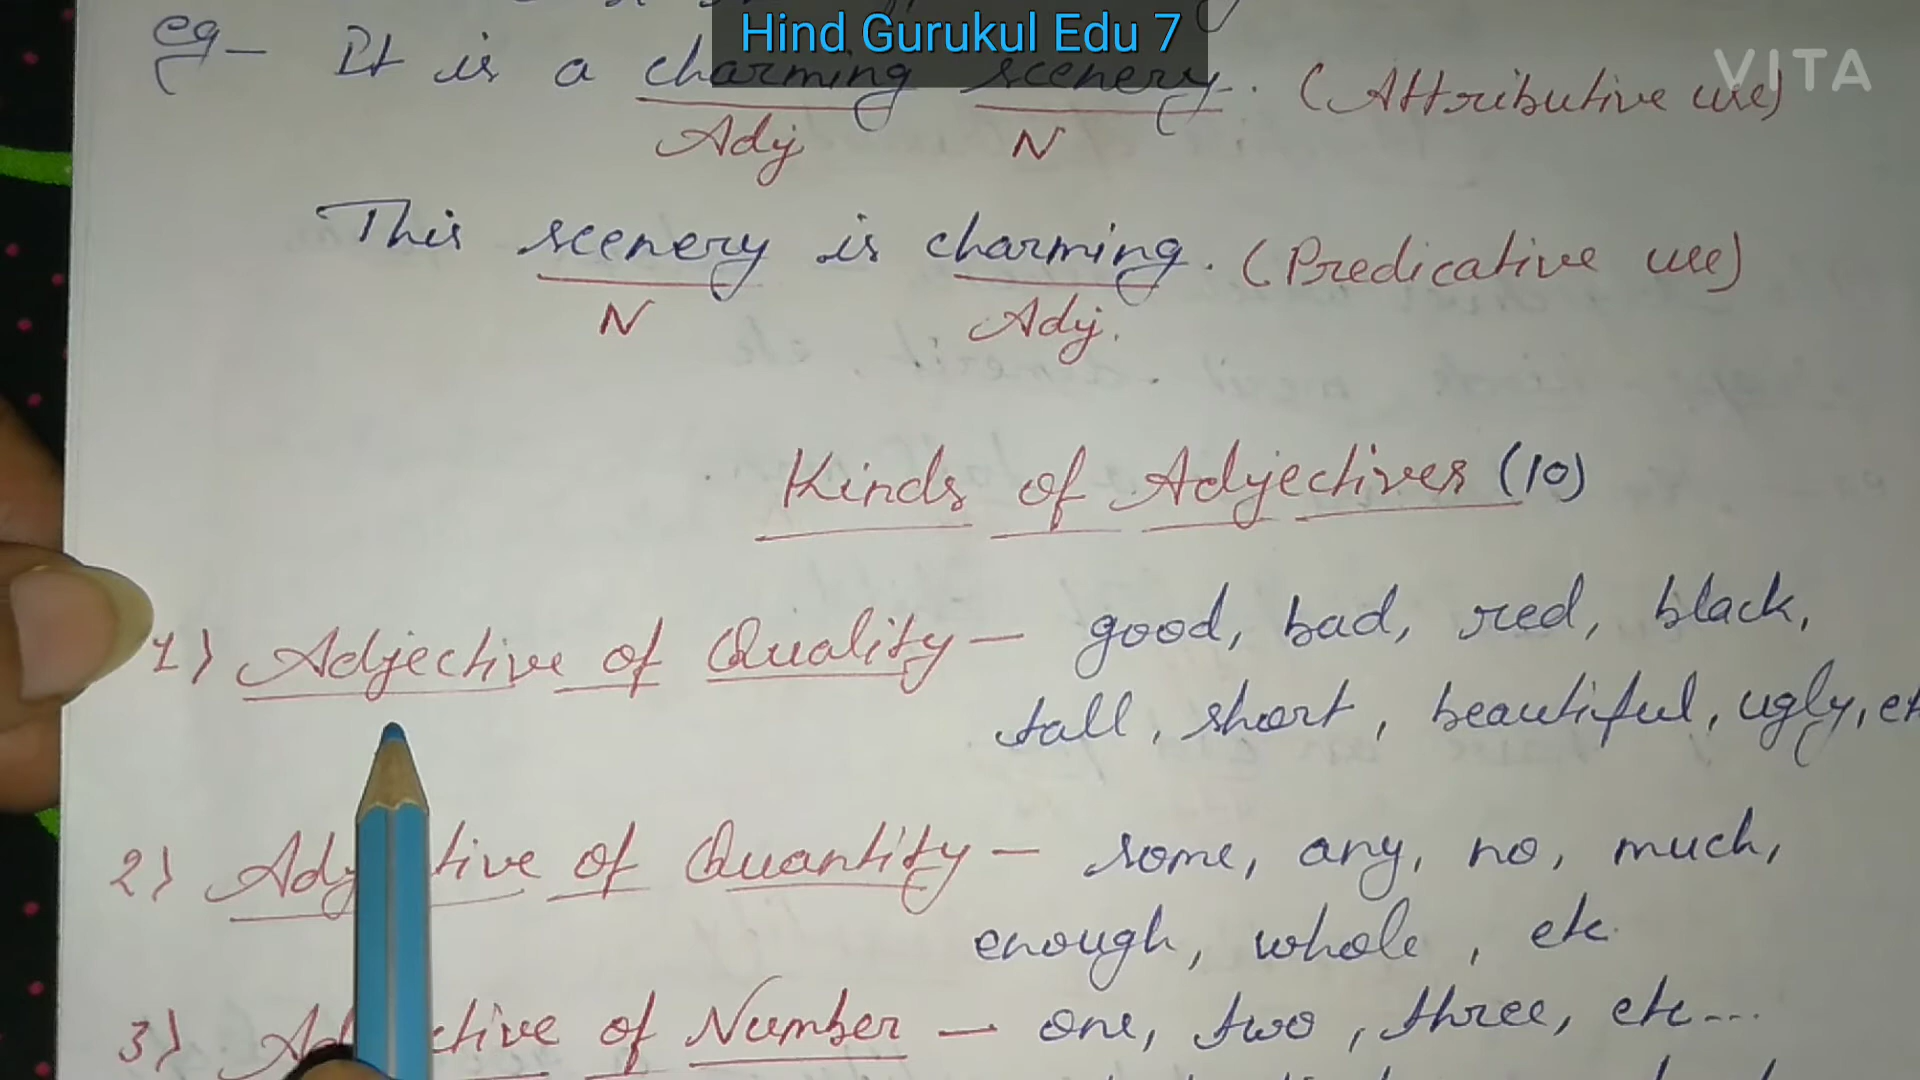 Hind Gurukul Edu 7
VITA
eg - It is a charming scenery. (Attributive use)
Adj N
This scenery is charming. (Predicative use)
N Adj.
Kinds of Adjectives (10)
1) Adjective of Quality - good, bad, red, black,
tall, short, beautiful, ugly, et
2) Ad tive of Quantity - some, any, no, much,
enough, whole, etc.
3) Ad ctive of Number - one, two, three, etc...